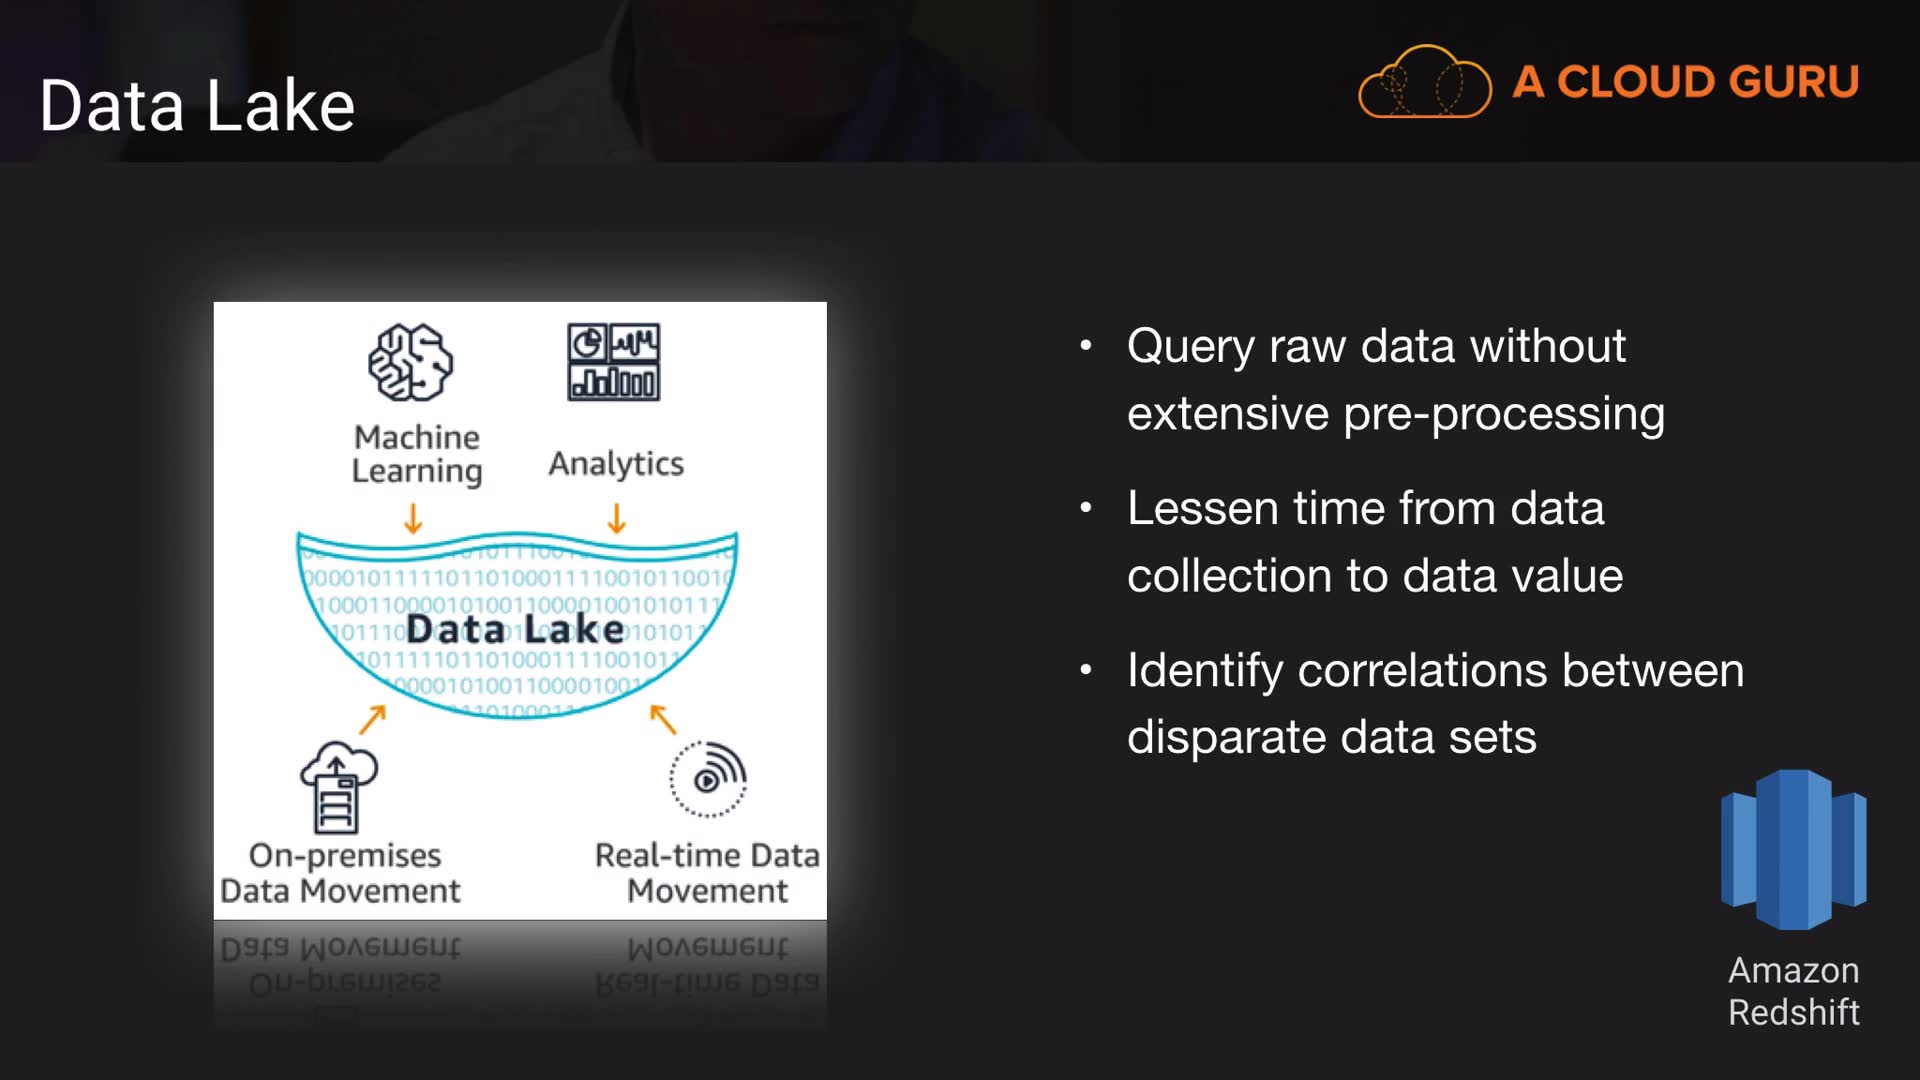 Data Lake
A CLOUD GURU
Machine
Learning
Analytics
Data Lake
On-premises
Data Movement
Real-time Data
Movement
• Query raw data without
extensive pre-processing
• Lessen time from data
collection to data value
• Identify correlations between
disparate data sets
Amazon
Redshift